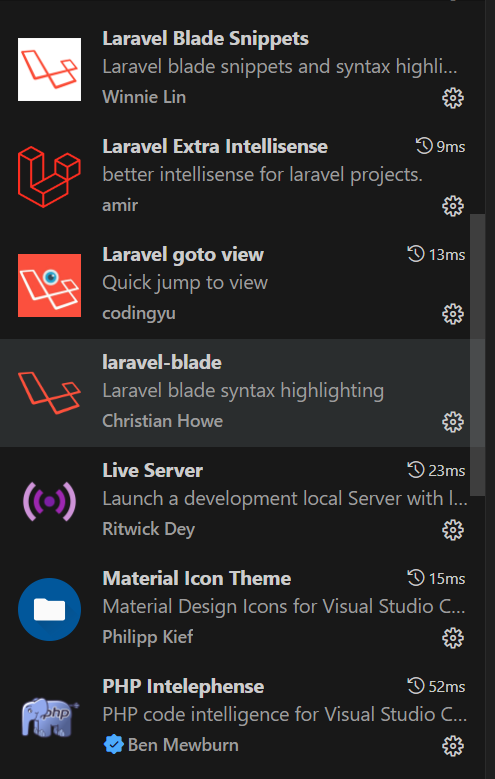 Laravel Blade Snippets
Laravel blade snippets and syntax highli...
Winnie Lin
Laravel Extra Intellisense 9ms
better intellisense for laravel projects.
amir
Laravel goto view 13ms
Quick jump to view
codingyu
laravel-blade
Laravel blade syntax highlighting
Christian Howe
Live Server 23ms
Launch a development local Server with l...
Ritwick Dey
Material Icon Theme 15ms
Material Design Icons for Visual Studio C...
Philipp Kief
PHP Intelephense 52ms
php
PHP code intelligence for Visual Studio C...
Ben Mewburn